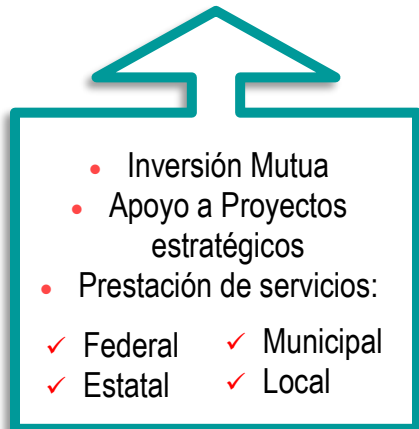 • Inversión Mutua
• Apoyo a Proyectos
estratégicos
• Prestación de servicios:
✓ Federal ✓ Municipal
✓ Estatal ✓ Local